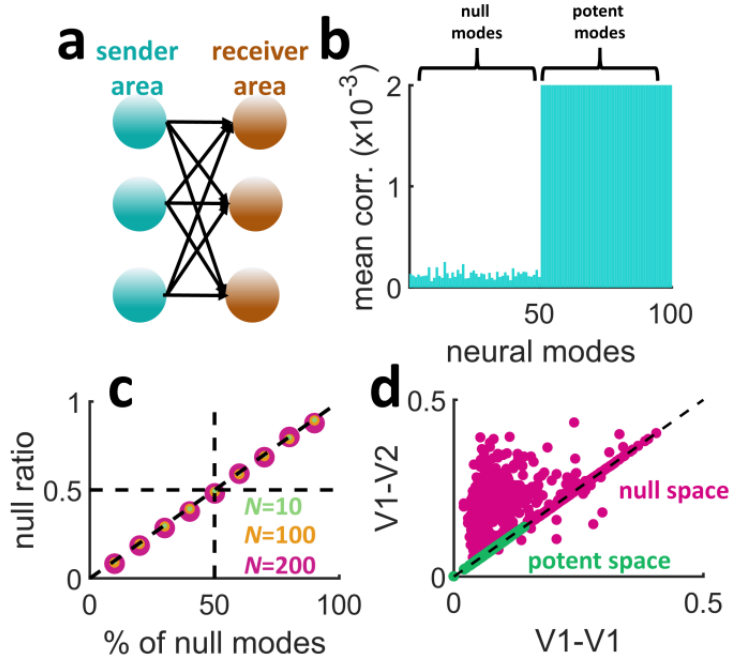 a
sender area
receiver area
b
null modes
potent modes
mean corr. (x10⁻³)
2
1
0
50
100
neural modes
c
null ratio
1
0.5
0
N=10
N=100
N=200
0
50
100
% of null modes
d
V1-V2
0.5
0
null space
potent space
0
0.5
V1-V1